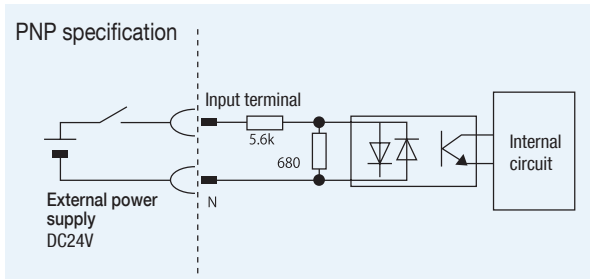 PNP specification
Input terminal
5.6k
680
Internal
circuit
N
External power
supply
DC24V